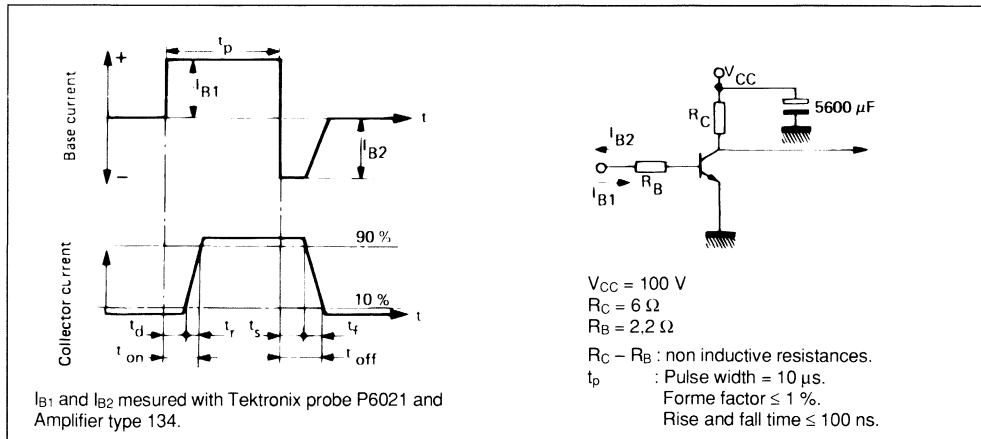 Base current
+
−
t_p
I_B1
I_B2
t
Collector current
90 %
10 %
t_d
t_r
t_s
t_f
t
t_on
t_off
I_B1 and I_B2 mesured with Tektronix probe P6021 and
Amplifier type 134.
V_CC
R_C
5600 µF
I_B2
R_B
I_B1
V_CC = 100 V
R_C = 6 Ω
R_B = 2,2 Ω
R_C – R_B : non inductive resistances.
t_p : Pulse width = 10 µs.
Forme factor ≤ 1 %.
Rise and fall time ≤ 100 ns.